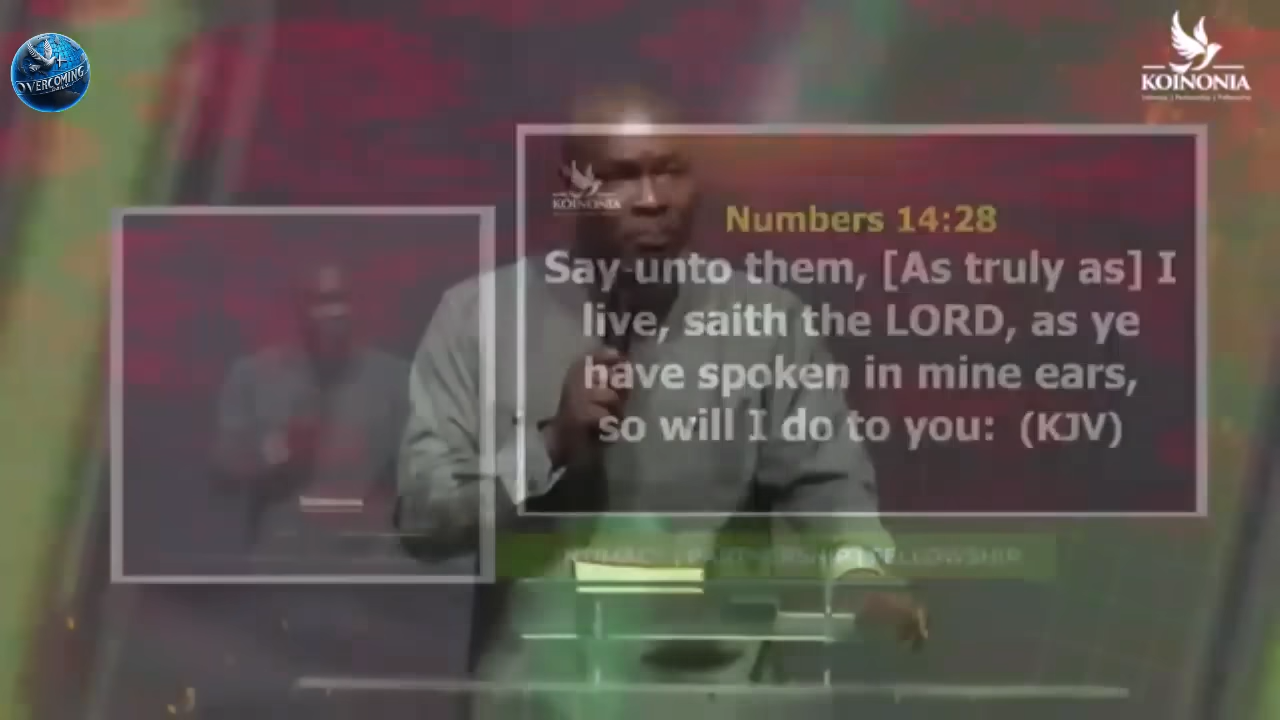 OVERCOMING
KOINONIA
KOINONIA
Numbers 14:28
Say unto them, [As truly as] I
live, saith the LORD, as ye
have spoken in mine ears,
so will I do to you: (KJV)